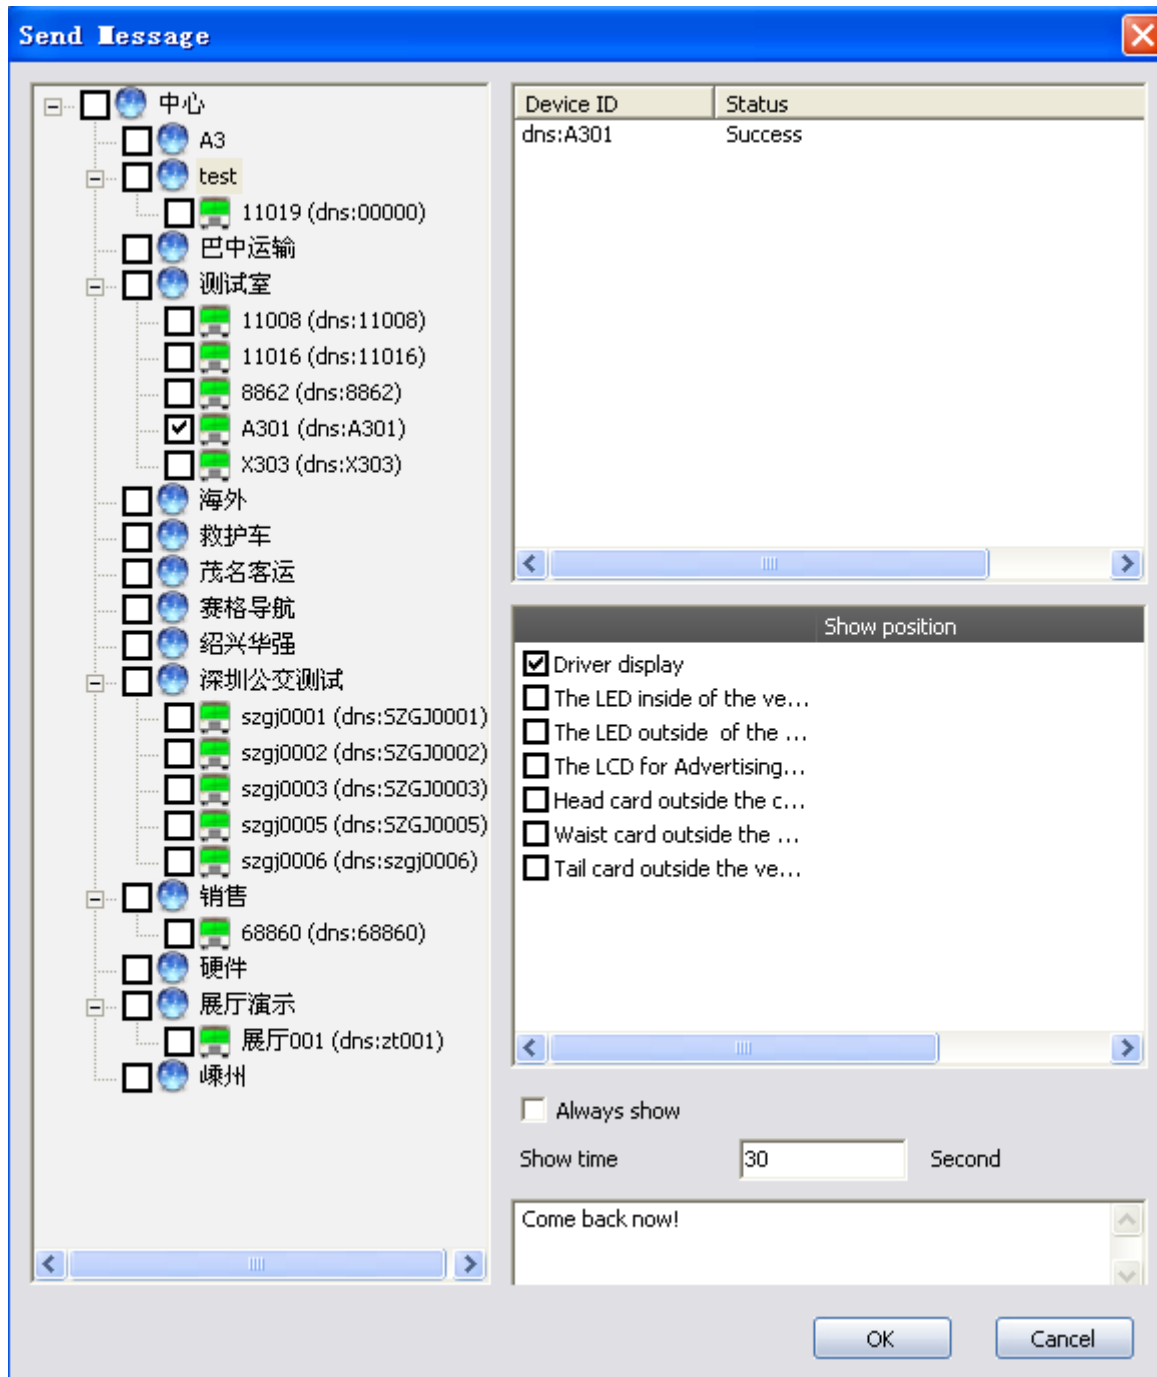 Send Message
中心
A3
test
11019 (dns:00000)
巴中运输
测试室
11008 (dns:11008)
11016 (dns:11016)
8862 (dns:8862)
A301 (dns:A301)
X303 (dns:X303)
海外
救护车
茂名客运
赛格导航
绍兴华强
深圳公交测试
szgj0001 (dns:SZGJ0001)
szgj0002 (dns:SZGJ0002)
szgj0003 (dns:SZGJ0003)
szgj0005 (dns:SZGJ0005)
szgj0006 (dns:szgj0006)
销售
68860 (dns:68860)
硬件
展厅演示
展厅001 (dns:zt001)
嵊州
Device ID Status
dns:A301 Success
Show position
Driver display
The LED inside of the ve...
The LED outside of the ...
The LCD for Advertising...
Head card outside the c...
Waist card outside the ...
Tail card outside the ve...
Always show
Show time 30 Second
Come back now!
OK Cancel